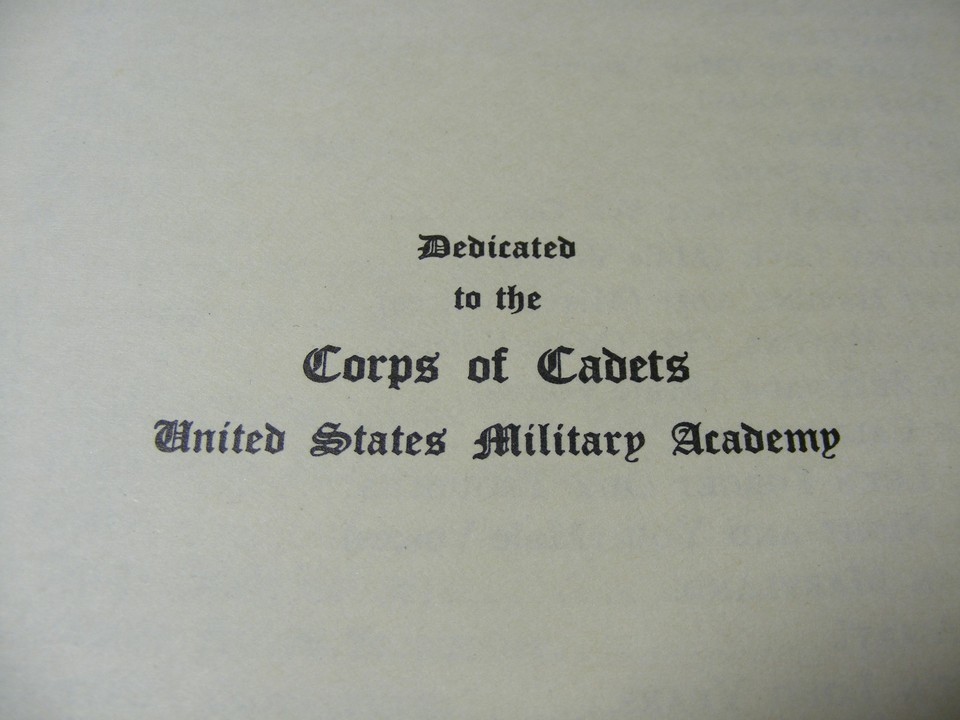 Dedicated
to the
Corps of Cadets
United States Military Academy